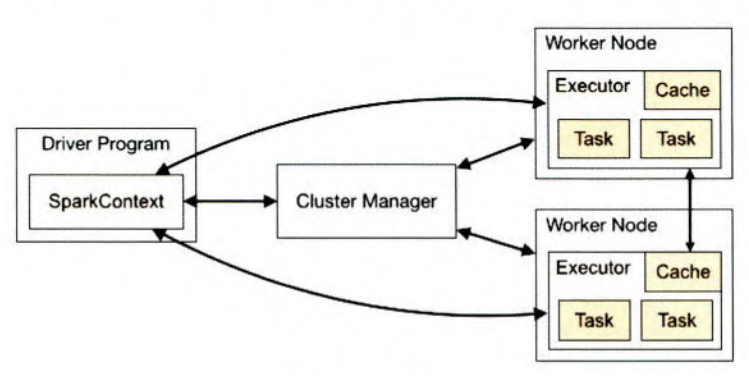 Driver Program
SparkContext
Cluster Manager
Worker Node
Executor
Cache
Task
Task
Worker Node
Executor
Cache
Task
Task